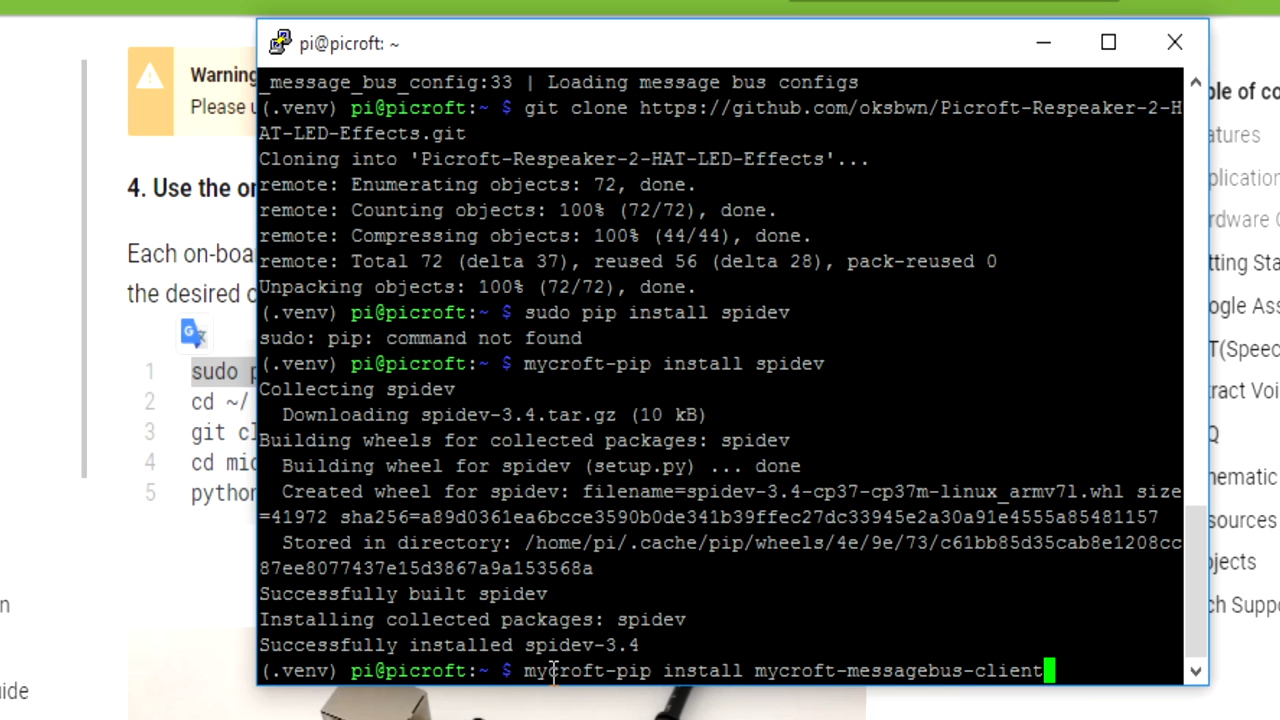 pi@picroft: ~
_message_bus_config:33 | Loading message bus configs
(.venv) pi@picroft:~ $ git clone https://github.com/oksbwn/Picroft-Respeaker-2-H
AT-LED-Effects.git
Cloning into 'Picroft-Respeaker-2-HAT-LED-Effects'...
remote: Enumerating objects: 72, done.
remote: Counting objects: 100% (72/72), done.
remote: Compressing objects: 100% (44/44), done.
remote: Total 72 (delta 37), reused 56 (delta 28), pack-reused 0
Unpacking objects: 100% (72/72), done.
(.venv) pi@picroft:~ $ sudo pip install spidev
sudo: pip: command not found
(.venv) pi@picroft:~ $ mycroft-pip install spidev
Collecting spidev
Downloading spidev-3.4.tar.gz (10 kB)
Building wheels for collected packages: spidev
Building wheel for spidev (setup.py) ... done
Created wheel for spidev: filename=spidev-3.4-cp37-cp37m-linux_armv7l.whl size
=41972 sha256=a89d0361ea6bcce3590b0de341b39ffec27dc33945e2a30a91e4555a85481157
Stored in directory: /home/pi/.cache/pip/wheels/4e/9e/73/c61bb85d35cab8e1208cc
87ee8077437e15d3867a9a153568a
Successfully built spidev
Installing collected packages: spidev
Successfully installed spidev-3.4
(.venv) pi@picroft:~ $ mycroft-pip install mycroft-messagebus-client
Warning
Please
4. Use the
Each on-boa
the desired
1 sudo
2 cd ~/
3 git cl
4 cd mic
5 python
ble of co
atures
plication
rdware
tting Sta
ogle Ass
T(Speec
tract Voi
Q
hematic
sources
ojects
ch Suppo
n
uide